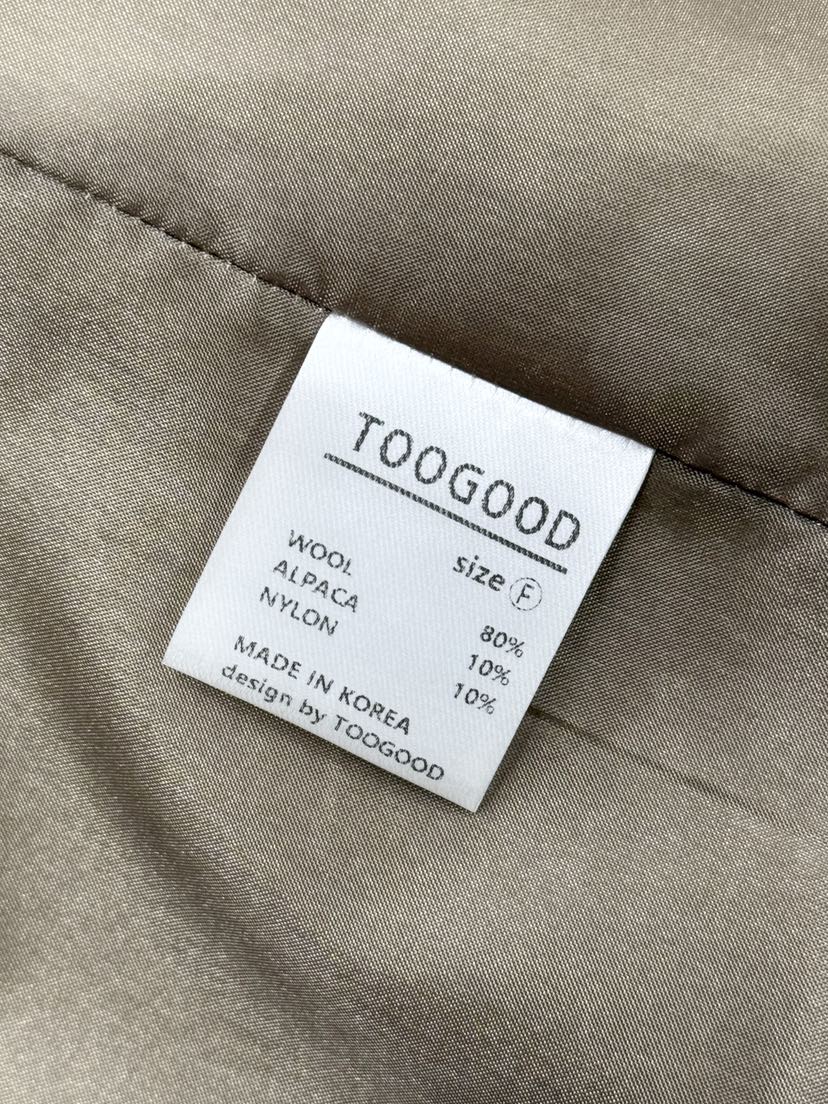 TOOGOOD
size F
WOOL 80%
ALPACA 10%
NYLON 10%
MADE IN KOREA
design by TOOGOOD